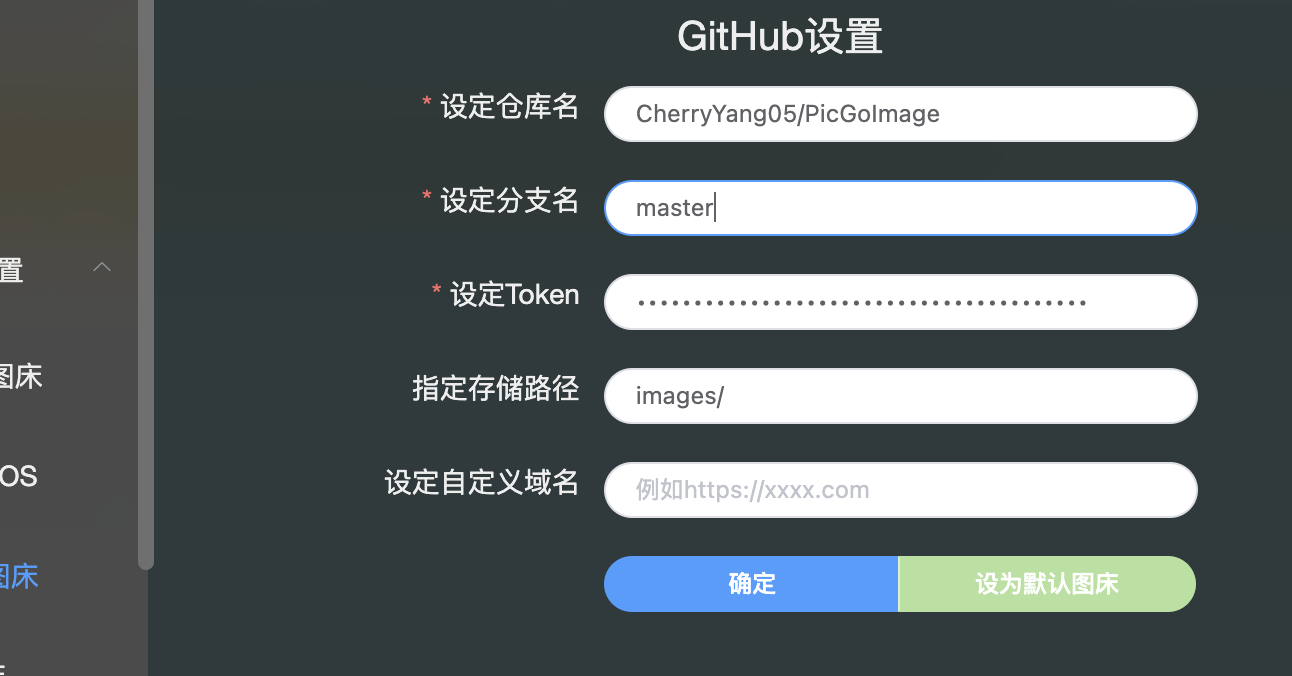 GitHub设置
* 设定仓库名
CherryYang05/PicGoImage
* 设定分支名
master
置
* 设定Token
图床
指定存储路径
images/
OS
设定自定义域名
例如https://xxxx.com
图床
确定
设为默认图床